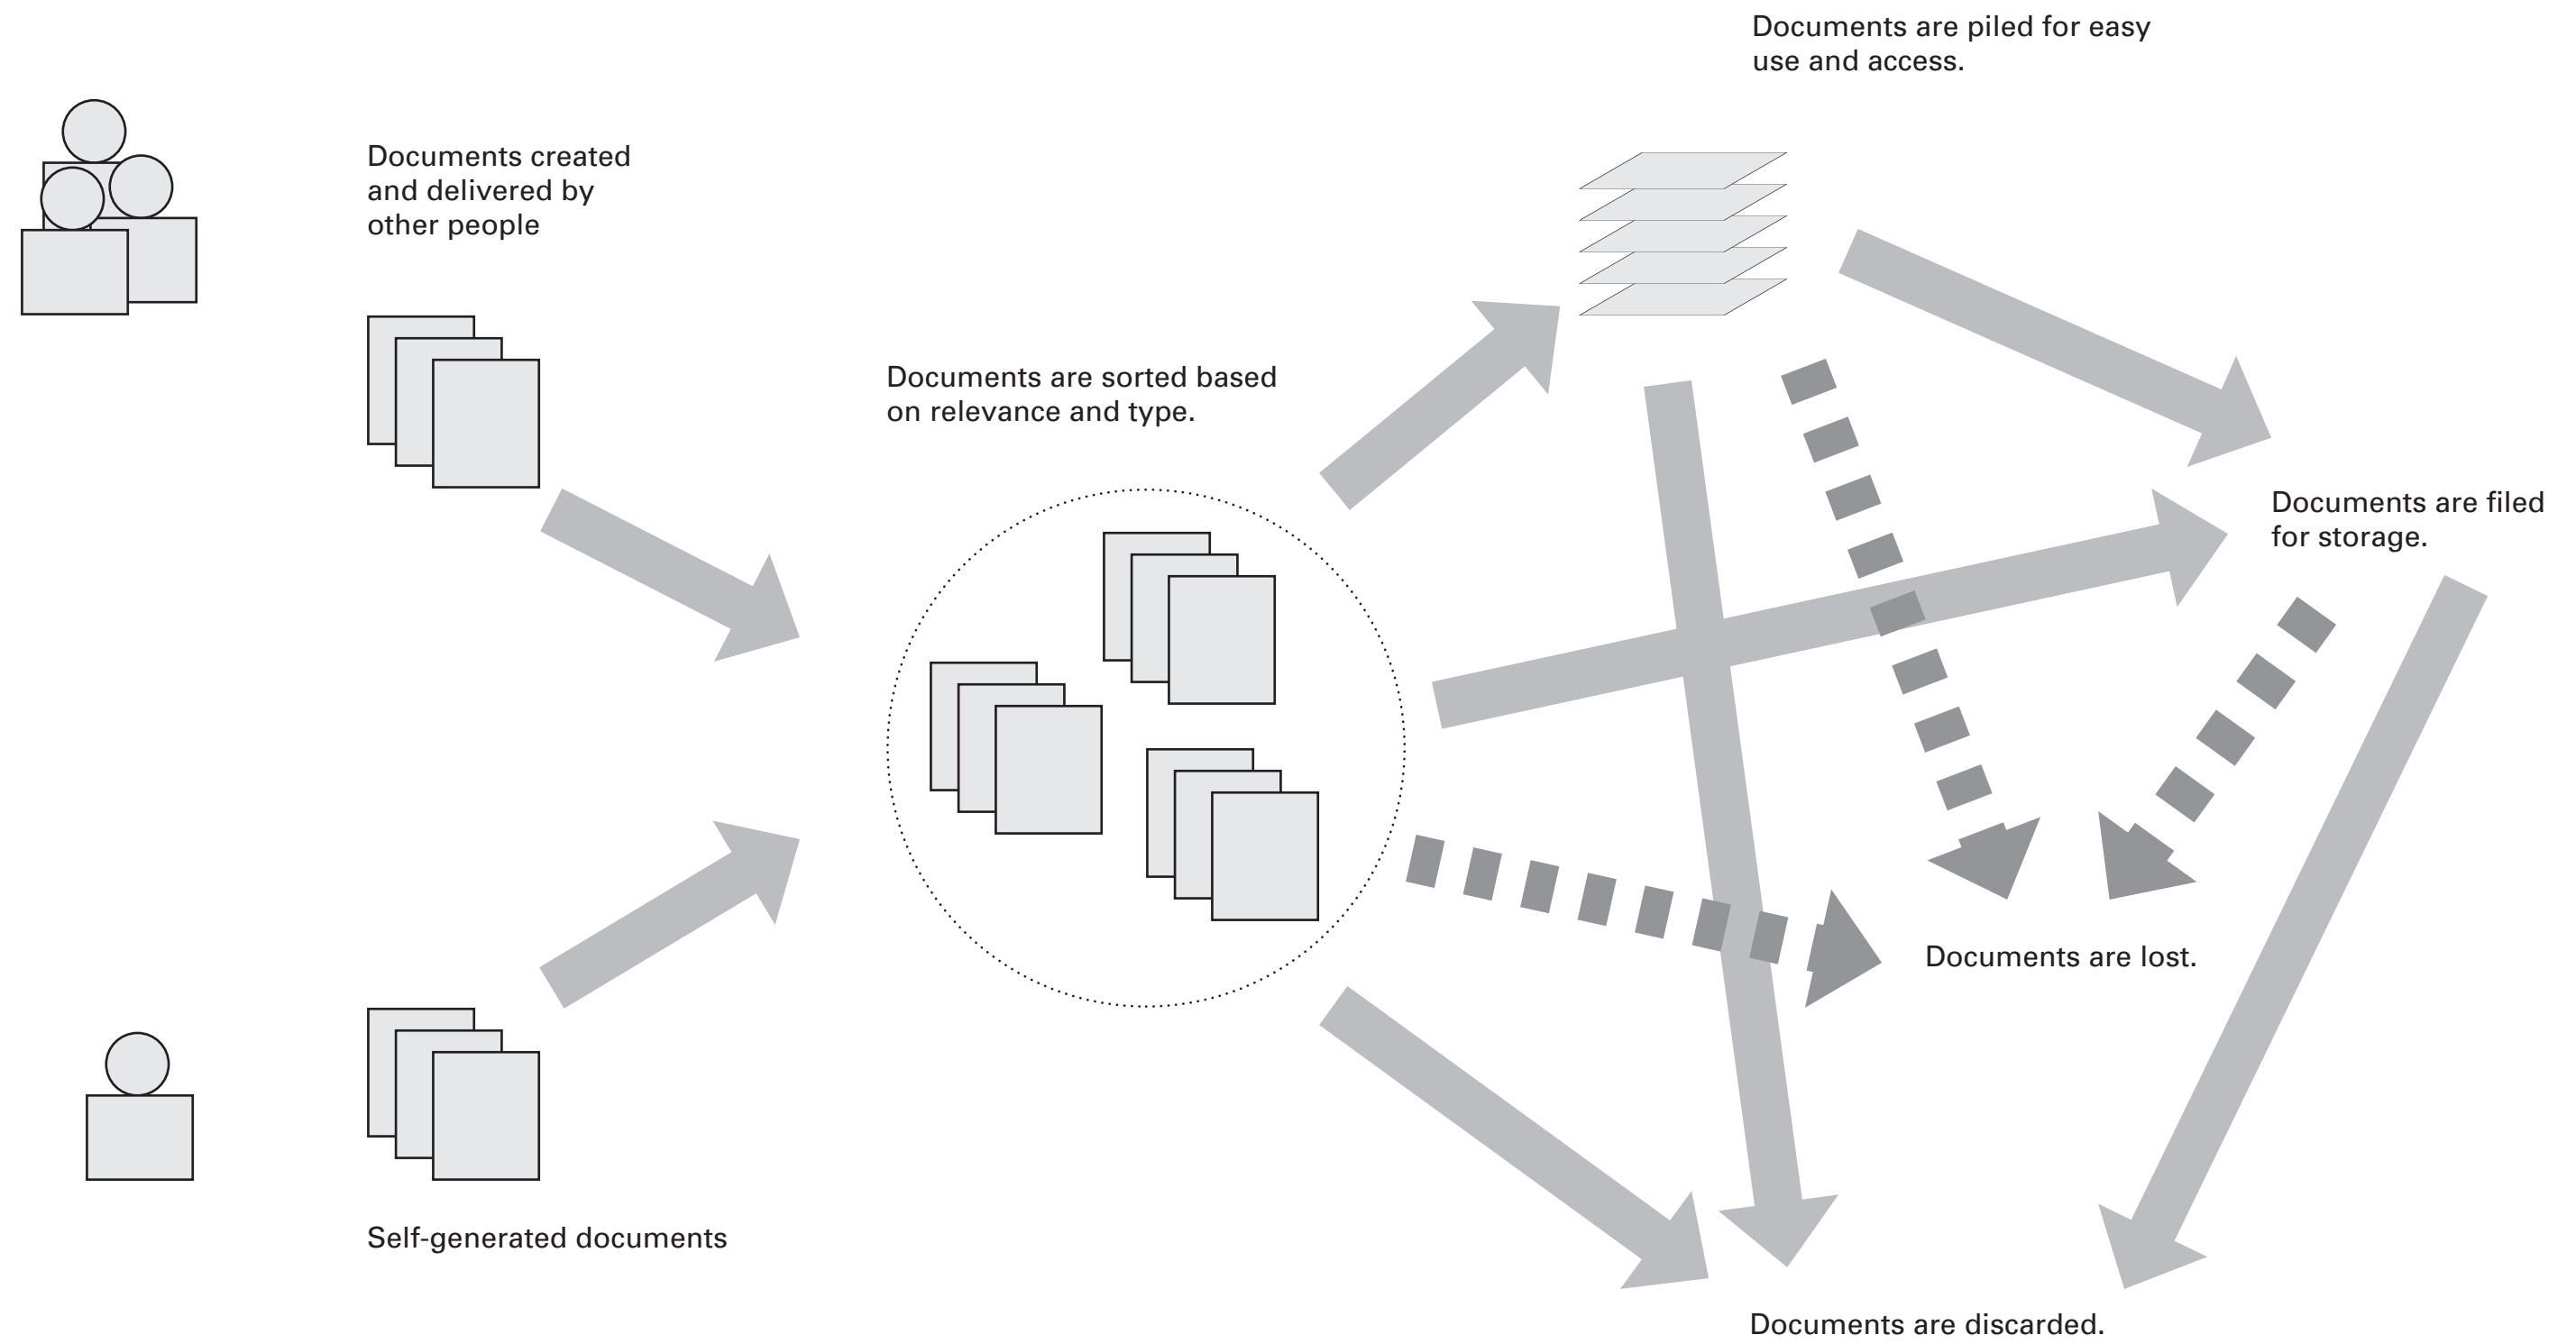 Documents are piled for easy
use and access.
Documents created
and delivered by
other people
Documents are sorted based
on relevance and type.
Documents are filed
for storage.
Documents are lost.
Self-generated documents
Documents are discarded.